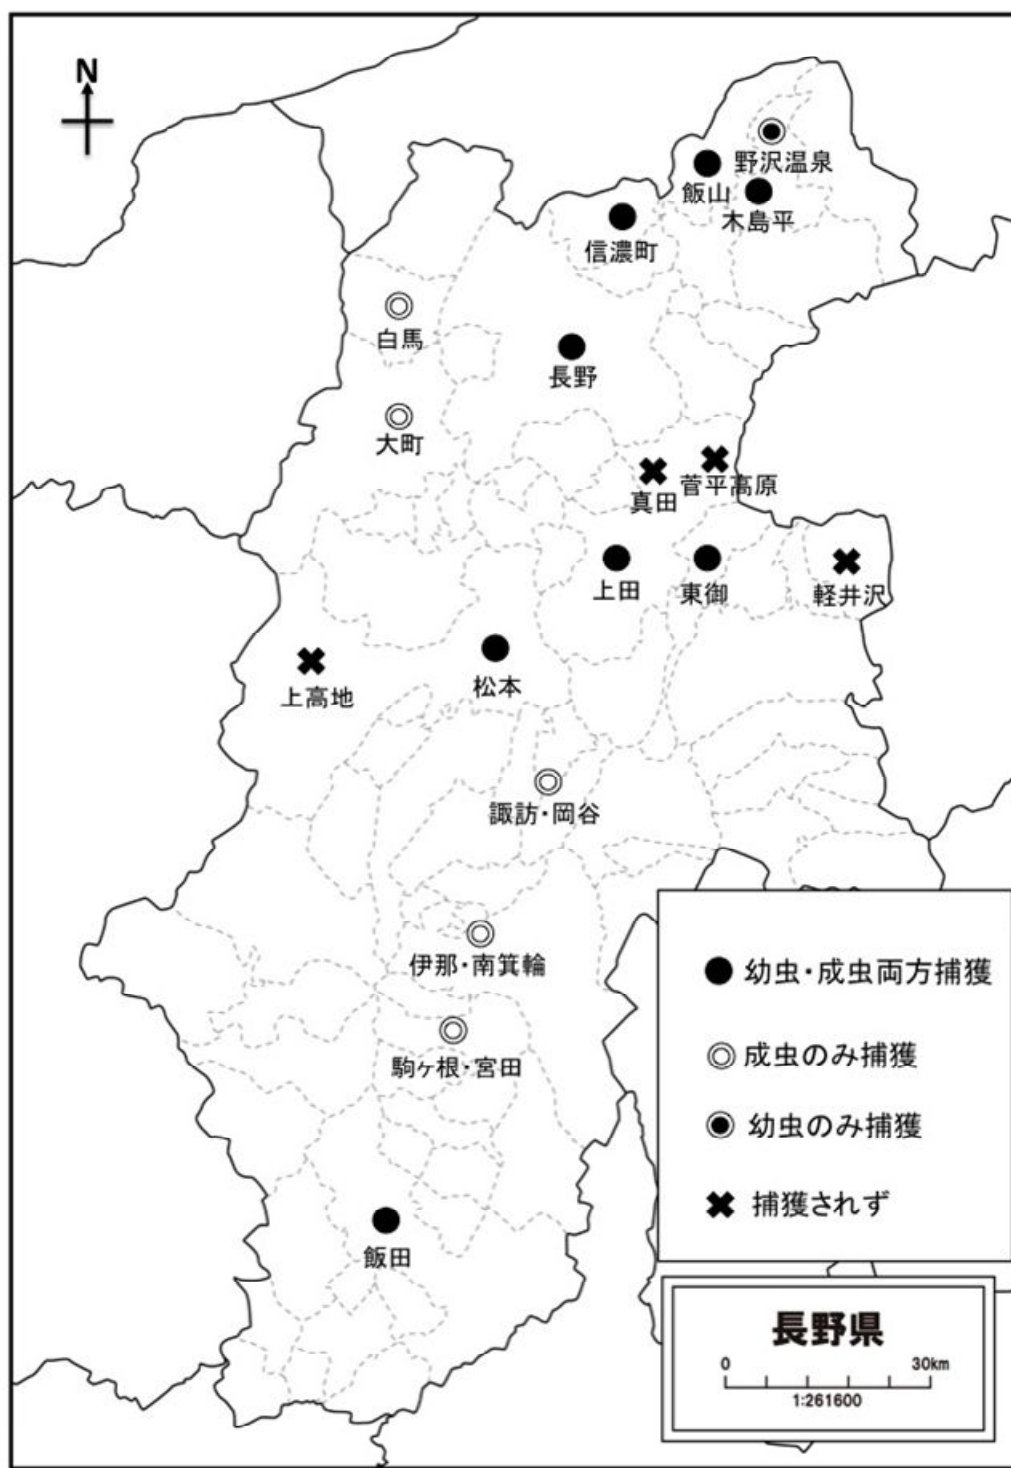 N
野沢温泉
飯山
木島平
信濃町
白馬
長野
大町
菅平高原
真田
上田
東御
軽井沢
上高地
松本
諏訪・岡谷
伊那・南箕輪
駒ヶ根・宮田
飯田
幼虫・成虫両方捕獲
成虫のみ捕獲
幼虫のみ捕獲
捕獲されず
長野県
0 30km
1:261600